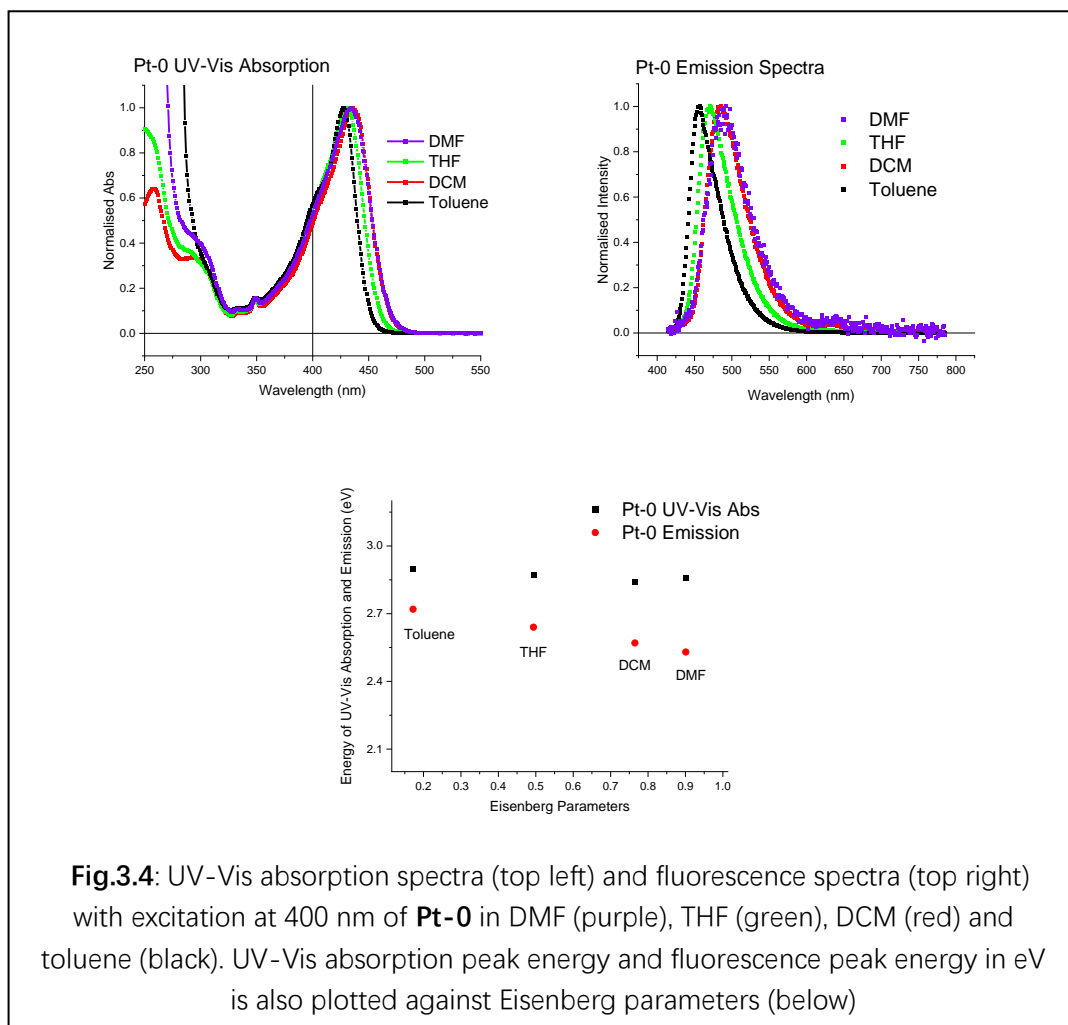 Pt-0 UV-Vis Absorption
Normalised Abs
1.0
0.8
0.6
0.4
0.2
0.0
DMF
THF
DCM
Toluene
250 300 350 400 450 500 550
Wavelength (nm)
Pt-0 Emission Spectra
Normalised Intensity
1.0
0.8
0.6
0.4
0.2
0.0
DMF
THF
DCM
Toluene
400 450 500 550 600 650 700 750 800
Wavelength (nm)
Energy of UV-Vis Absorption and Emission (eV)
3.0
2.7
2.4
2.1
Pt-0 UV-Vis Abs
Pt-0 Emission
Toluene
THF
DCM
DMF
0.2 0.3 0.4 0.5 0.6 0.7 0.8 0.9 1.0
Eisenberg Parameters
Fig.3.4: UV-Vis absorption spectra (top left) and fluorescence spectra (top right)
with excitation at 400 nm of Pt-0 in DMF (purple), THF (green), DCM (red) and
toluene (black). UV-Vis absorption peak energy and fluorescence peak energy in eV
is also plotted against Eisenberg parameters (below)